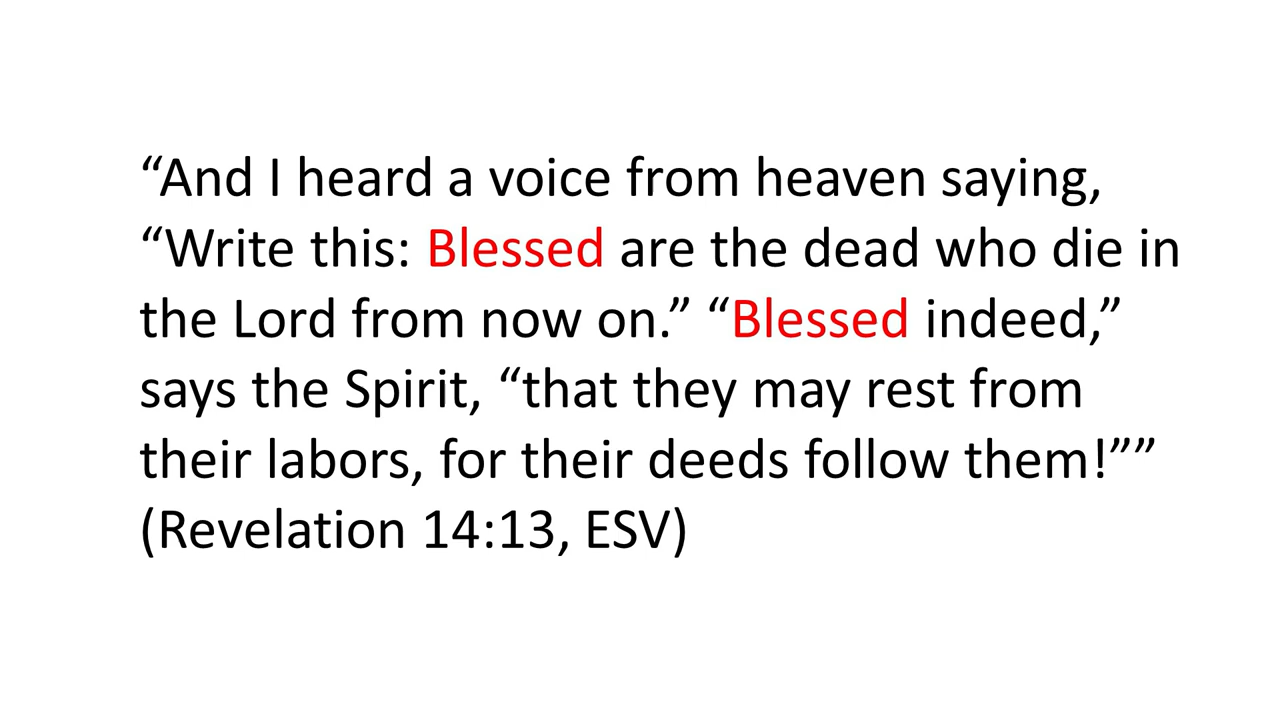 “And I heard a voice from heaven saying,
“Write this: Blessed are the dead who die in
the Lord from now on.” “Blessed indeed,”
says the Spirit, “that they may rest from
their labors, for their deeds follow them!””
(Revelation 14:13, ESV)